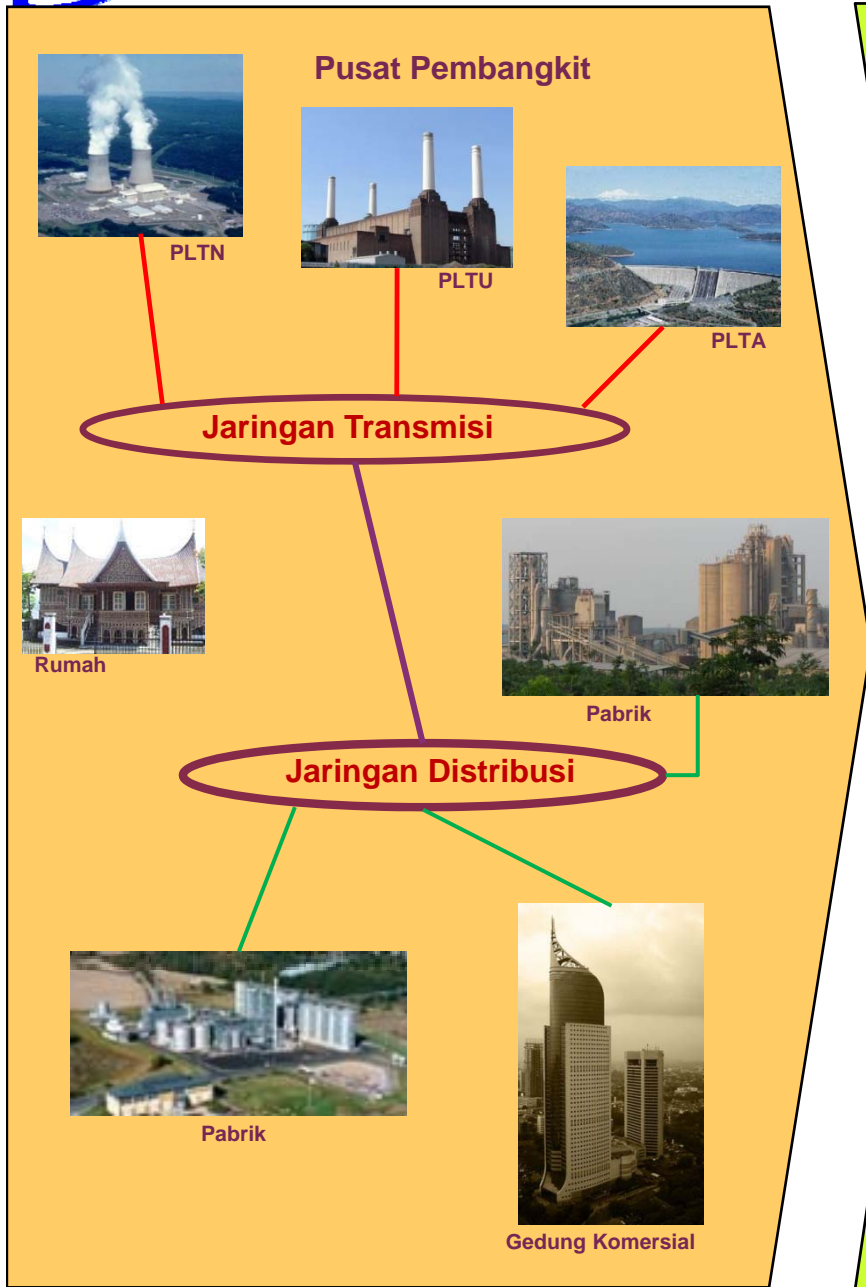 Pusat Pembangkit
PLTN
PLTU
PLTA
Jaringan Transmisi
Rumah
Pabrik
Jaringan Distribusi
Pabrik
Gedung Komersial